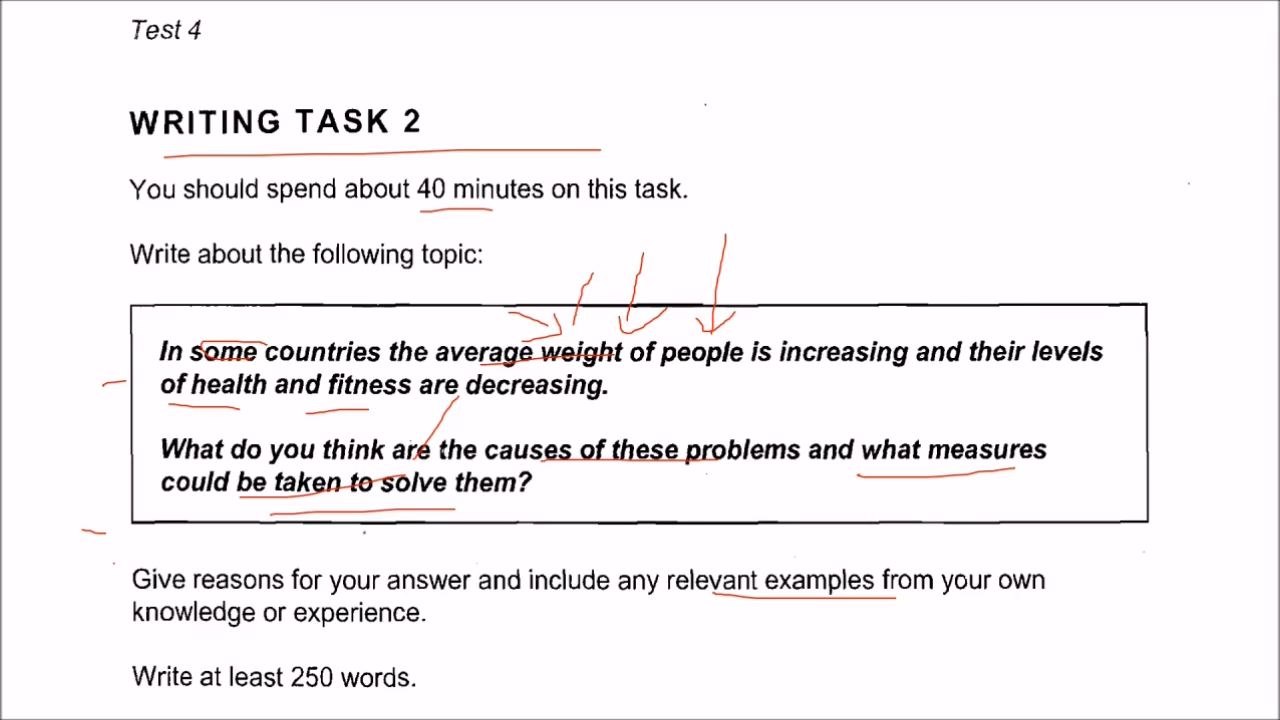 Test 4
WRITING TASK 2
You should spend about 40 minutes on this task.
Write about the following topic:
In some countries the average weight of people is increasing and their levels
of health and fitness are decreasing.
What do you think are the causes of these problems and what measures
could be taken to solve them?
Give reasons for your answer and include any relevant examples from your own
knowledge or experience.
Write at least 250 words.